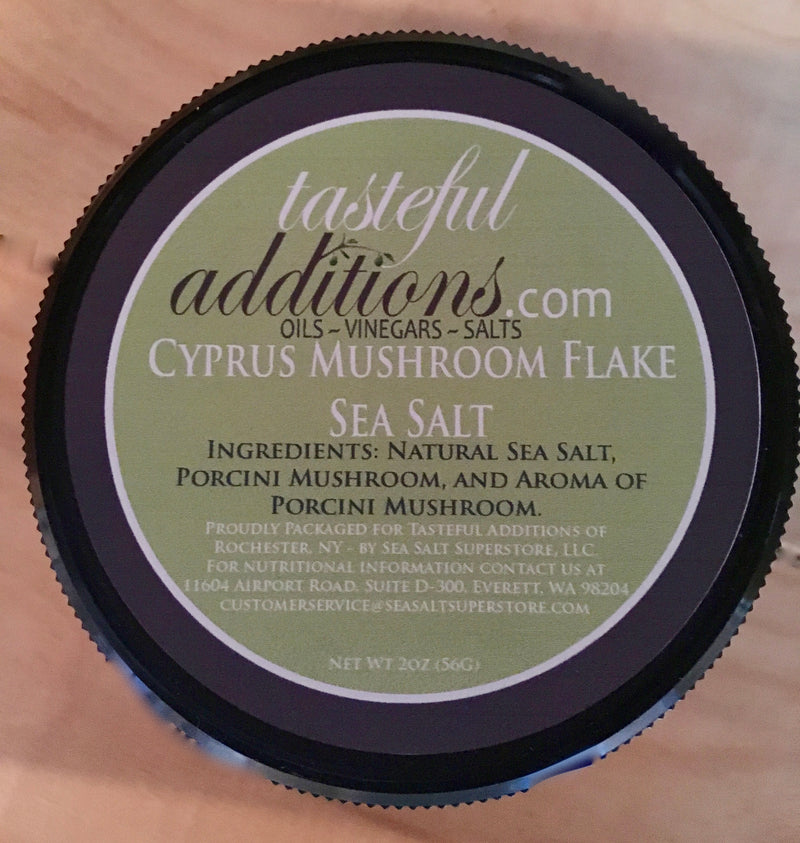 tasteful
additions.com
OILS ~ VINEGARS ~ SALTS
CYPRUS MUSHROOM FLAKE
SEA SALT
INGREDIENTS: NATURAL SEA SALT,
PORCINI MUSHROOM, AND AROMA OF
PORCINI MUSHROOM.
PROUDLY PACKAGED FOR TASTEFUL ADDITIONS OF
ROCHESTER, NY - BY SEA SALT SUPERSTORE, LLC.
FOR NUTRITIONAL INFORMATION CONTACT US AT
11604 AIRPORT ROAD. SUITE D-300, EVERETT, WA 98204
CUSTOMERSERVICE@SEASALTSUPERSTORE.COM
NET WT 2OZ (56G)